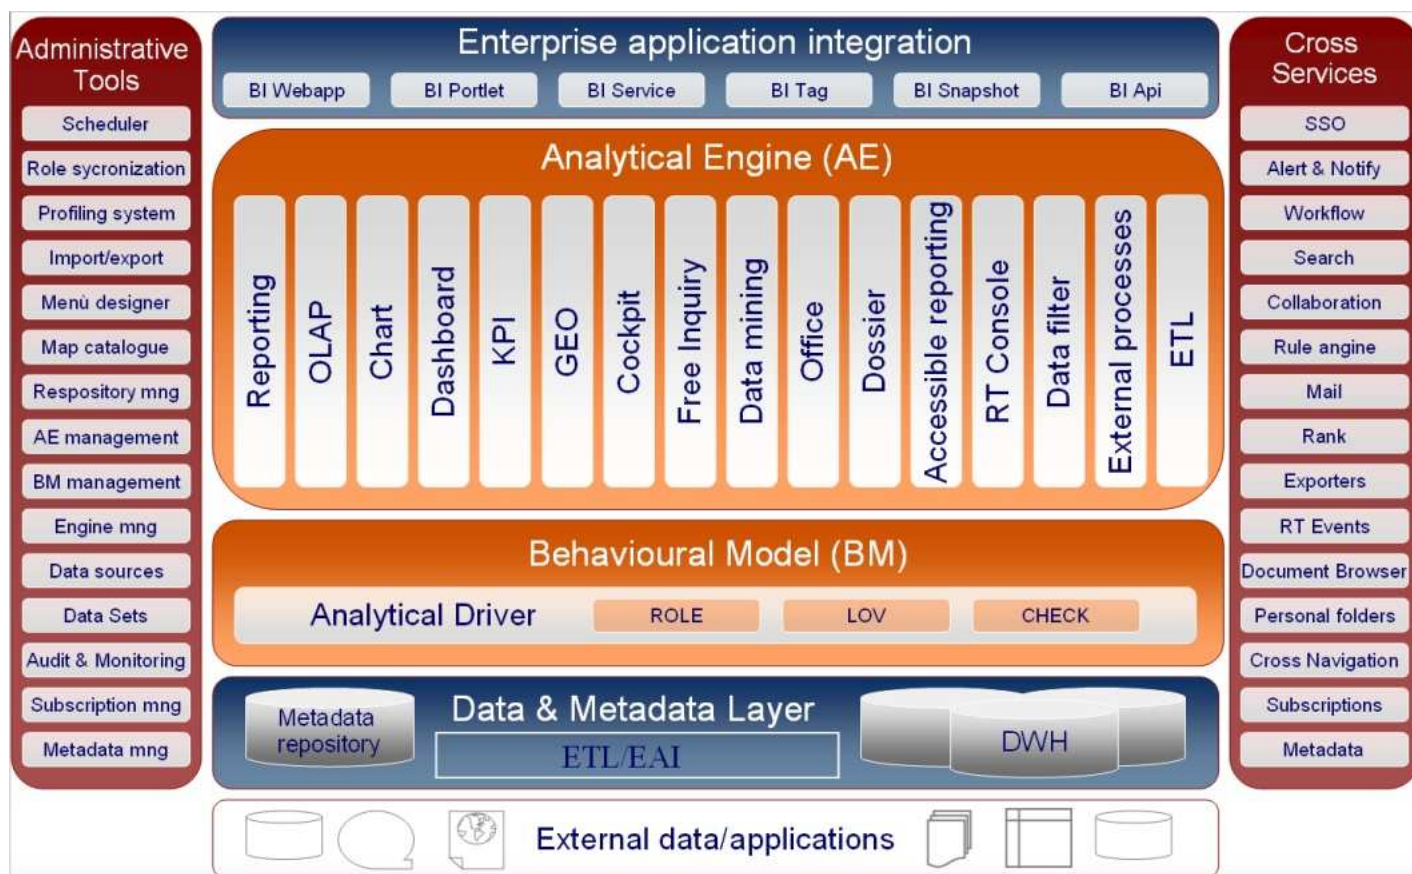 Administrative
Tools
Scheduler
Role sycronization
Profiling system
Import/export
Menù designer
Map catalogue
Respository mng
AE management
BM management
Engine mng
Data sources
Data Sets
Audit & Monitoring
Subscription mng
Metadata mng
Enterprise application integration
BI Webapp
BI Portlet
BI Service
BI Tag
BI Snapshot
BI Api
Analytical Engine (AE)
Reporting
OLAP
Chart
Dashboard
KPI
GEO
Cockpit
Free Inquiry
Data mining
Office
Dossier
Accessible reporting
RT Console
Data filter
External processes
ETL
Behavioural Model (BM)
Analytical Driver
ROLE
LOV
CHECK
Metadata
repository
Data & Metadata Layer
ETL/EAI
DWH
External data/applications
Cross
Services
SSO
Alert & Notify
Workflow
Search
Collaboration
Rule angine
Mail
Rank
Exporters
RT Events
Document Browser
Personal folders
Cross Navigation
Subscriptions
Metadata